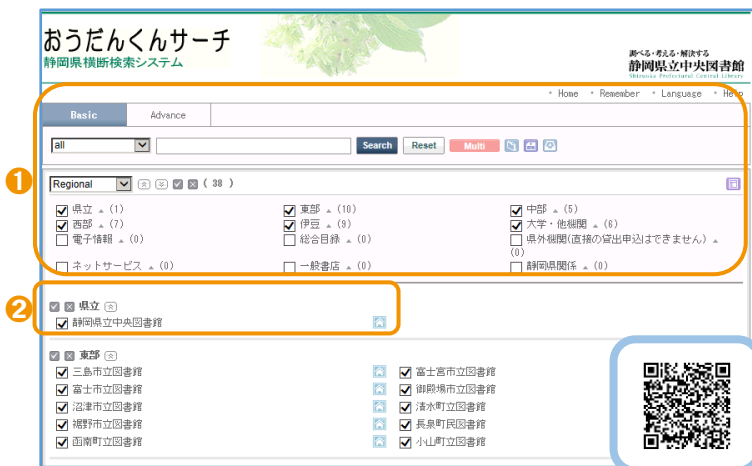 おうだんくんサーチ
静岡県横断検索システム
調べる・考える・解決する
静岡県立中央図書館
Shizuoka Prefectural Central Library
・Home ・Remember ・Language ・Help
Basic Advance
all Search Reset Multi
1
Regional ( 38 )
県立 (1) 東部 (10) 中部 (5)
西部 (7) 伊豆 (9) 大学・他機関 (6)
電子情報 (0) 総合目録 (0) 県外機関(直接の貸出申込はできません)
(0)
ネットサービス (0) 一般書店 (0) 静岡県関係 (0)
2
県立
静岡県立中央図書館
東部
三島市立図書館 富士宮市立図書館
富士市立図書館 御殿場市立図書館
沼津市立図書館 清水町立図書館
裾野市立図書館 長泉町民図書館
函南町立図書館 小山町立図書館